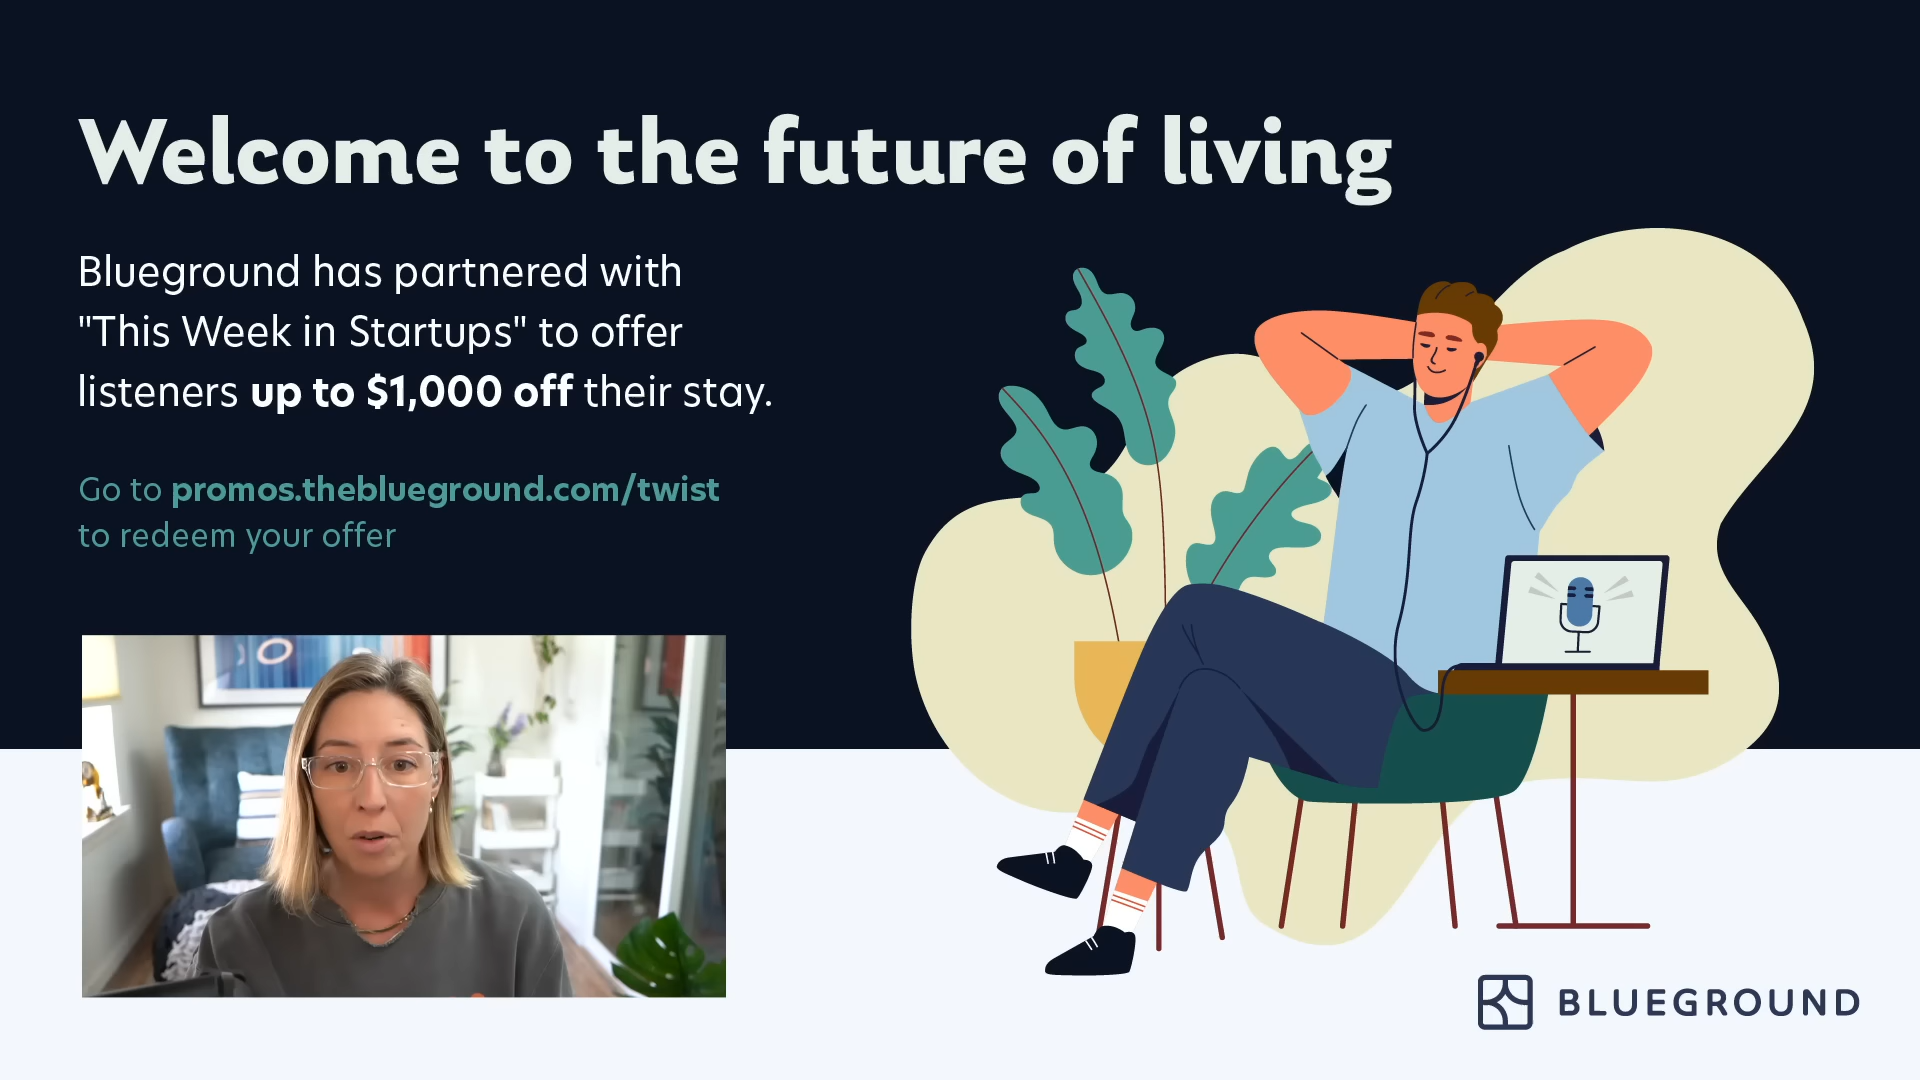 Welcome to the future of living
Blueground has partnered with
"This Week in Startups" to offer
listeners up to $1,000 off their stay.
Go to promos.theblueground.com/twist
to redeem your offer
BLUEGROUND